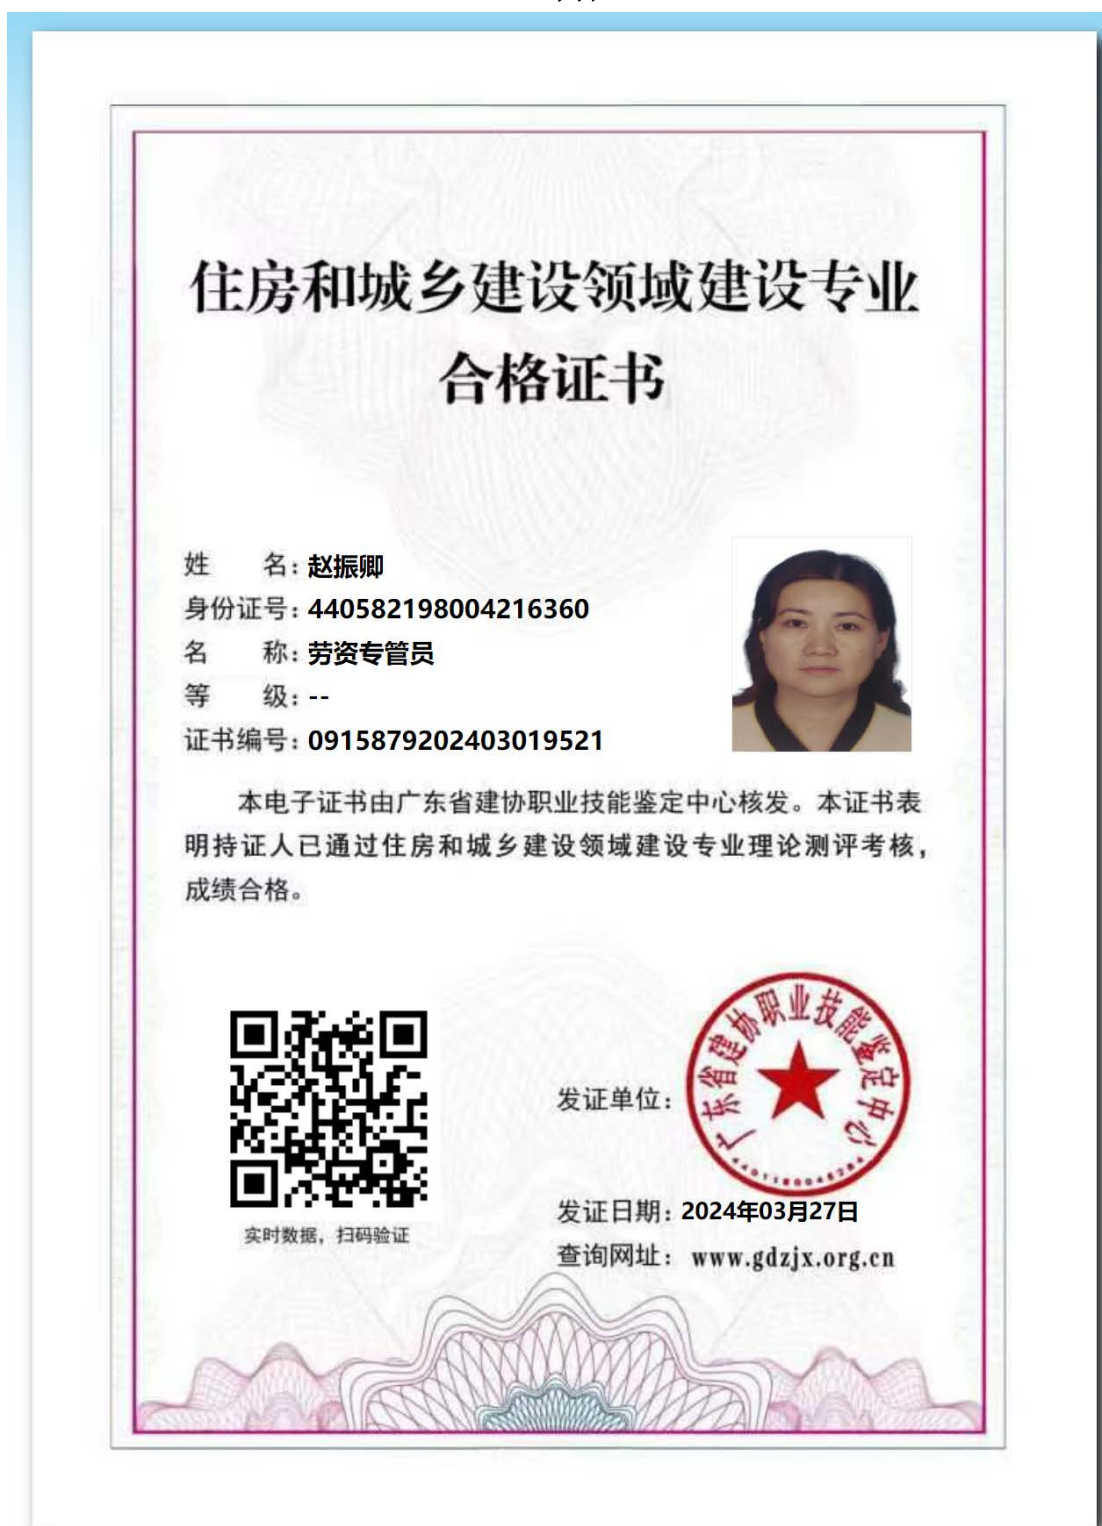 住房和城乡建设领域建设专业
合格证书
姓 名：赵振卿
身份证号：440582198004216360
名 称：劳资专管员
等 级：--
证书编号：0915879202403019521
本电子证书由广东省建协职业技能鉴定中心核发。本证书表
明持证人已通过住房和城乡建设领域建设专业理论测评考核，
成绩合格。
广东省建协职业技能鉴定中心
发证单位：
发证日期：2024年03月27日
实时数据，扫码验证
查询网址：www.gdzjx.org.cn